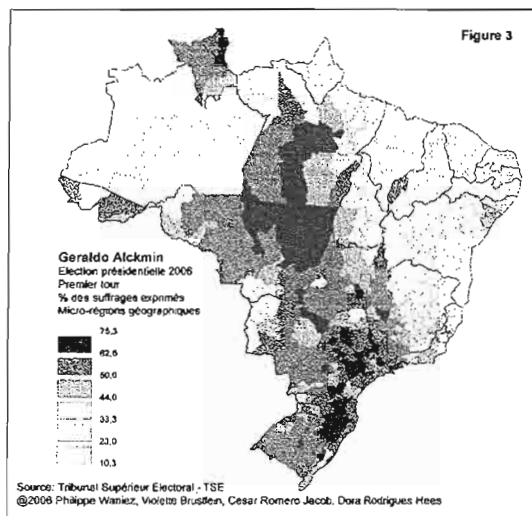 Figure 3
Geraldo Alckmin
Election présidentielle 2006
Premier tour
% des suffrages exprimés
Micro-régions géographiques
75,3
62,6
50,0
44,0
33,3
23,0
10,3
Source: Tribunal Supérieur Electoral - TSE
@2006 Philippe Waniez, Violette Brustlein, Cesar Romero Jacob, Dora Rodrigues Hees